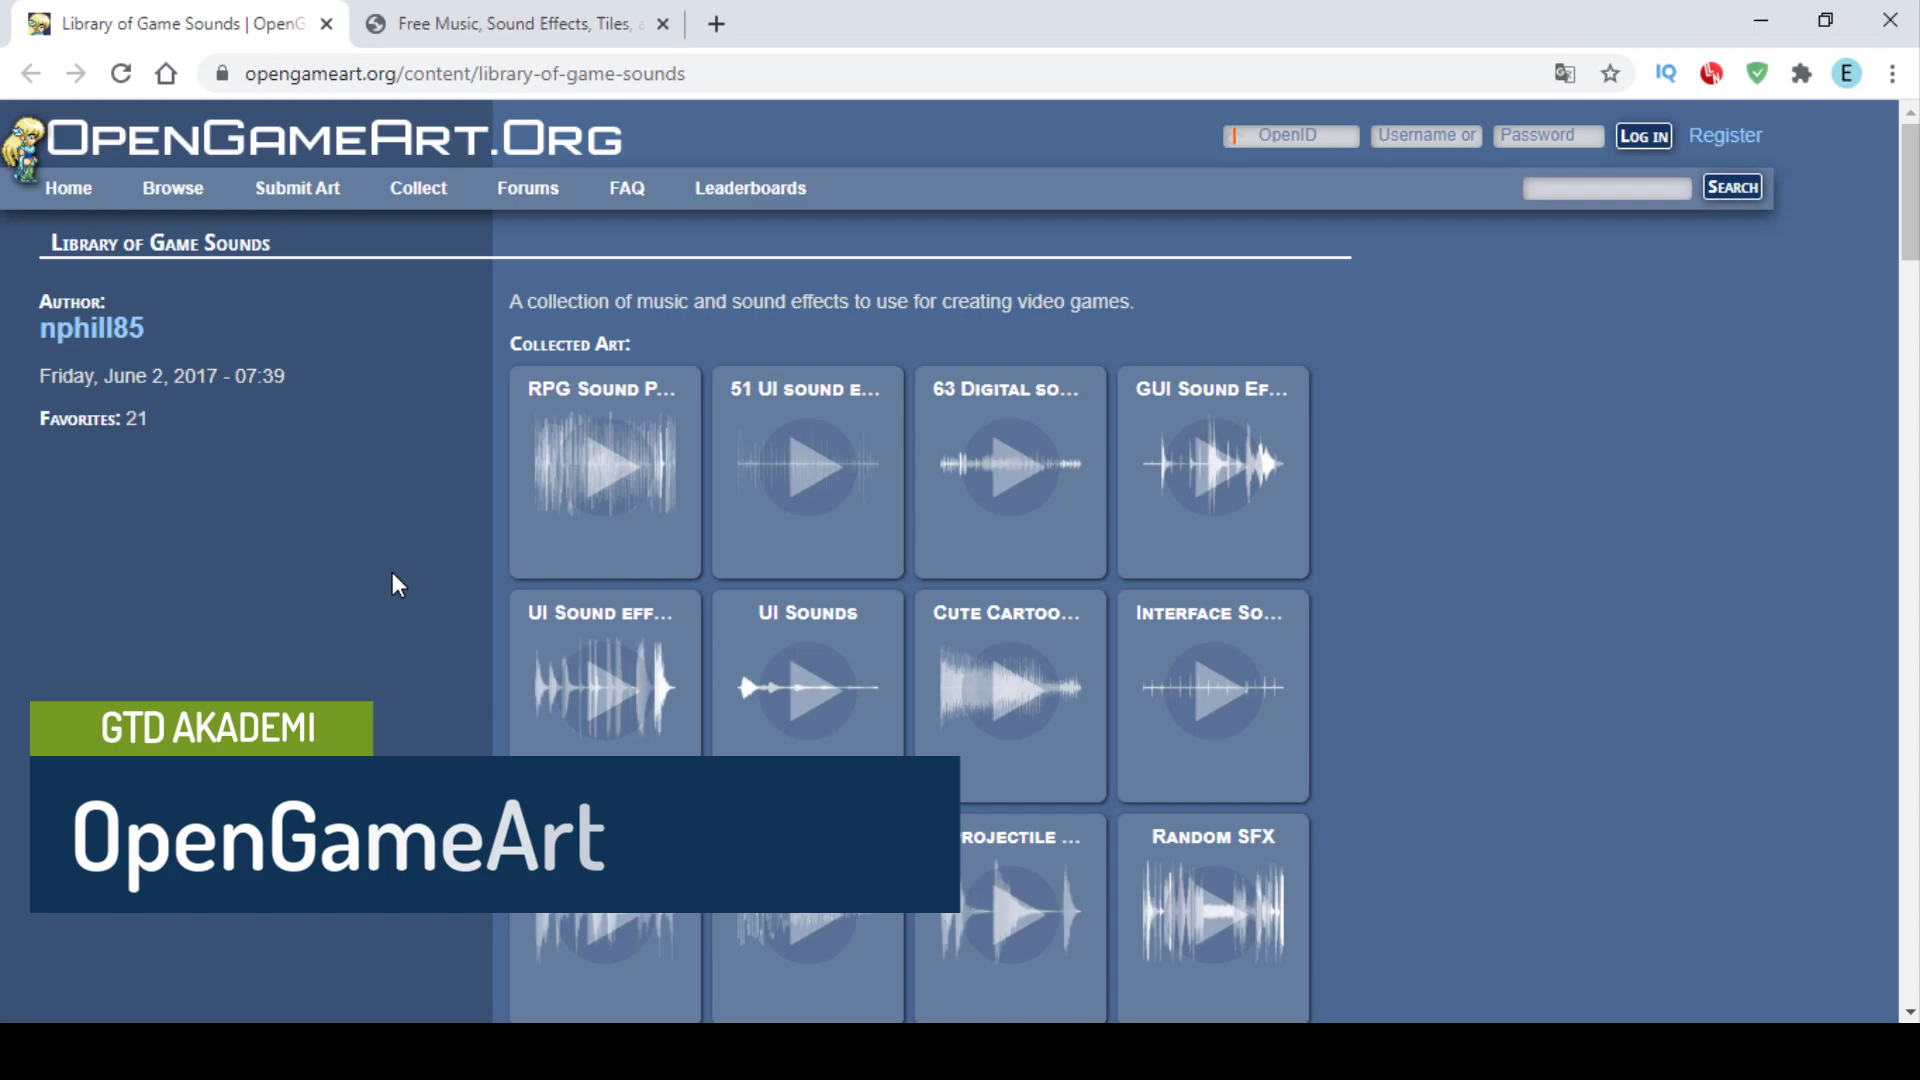 Library of Game Sounds | OpenG
Free Music, Sound Effects, Tiles,
opengameart.org/content/library-of-game-sounds
IQ
E
OpenGameArt.Org
OpenID
Username or
Password
Log in
Register
Home
Browse
Submit Art
Collect
Forums
FAQ
Leaderboards
Search
Library of Game Sounds
Author:
nphill85
Friday, June 2, 2017 - 07:39
Favorites: 21
A collection of music and sound effects to use for creating video games.
Collected Art:
RPG Sound P...
51 UI sound e...
63 Digital so...
GUI Sound Ef...
UI Sound eff...
UI Sounds
Cute Cartoo...
Interface So...
rojectile ...
Random SFX
GTD AKADEMI
OpenGameArt